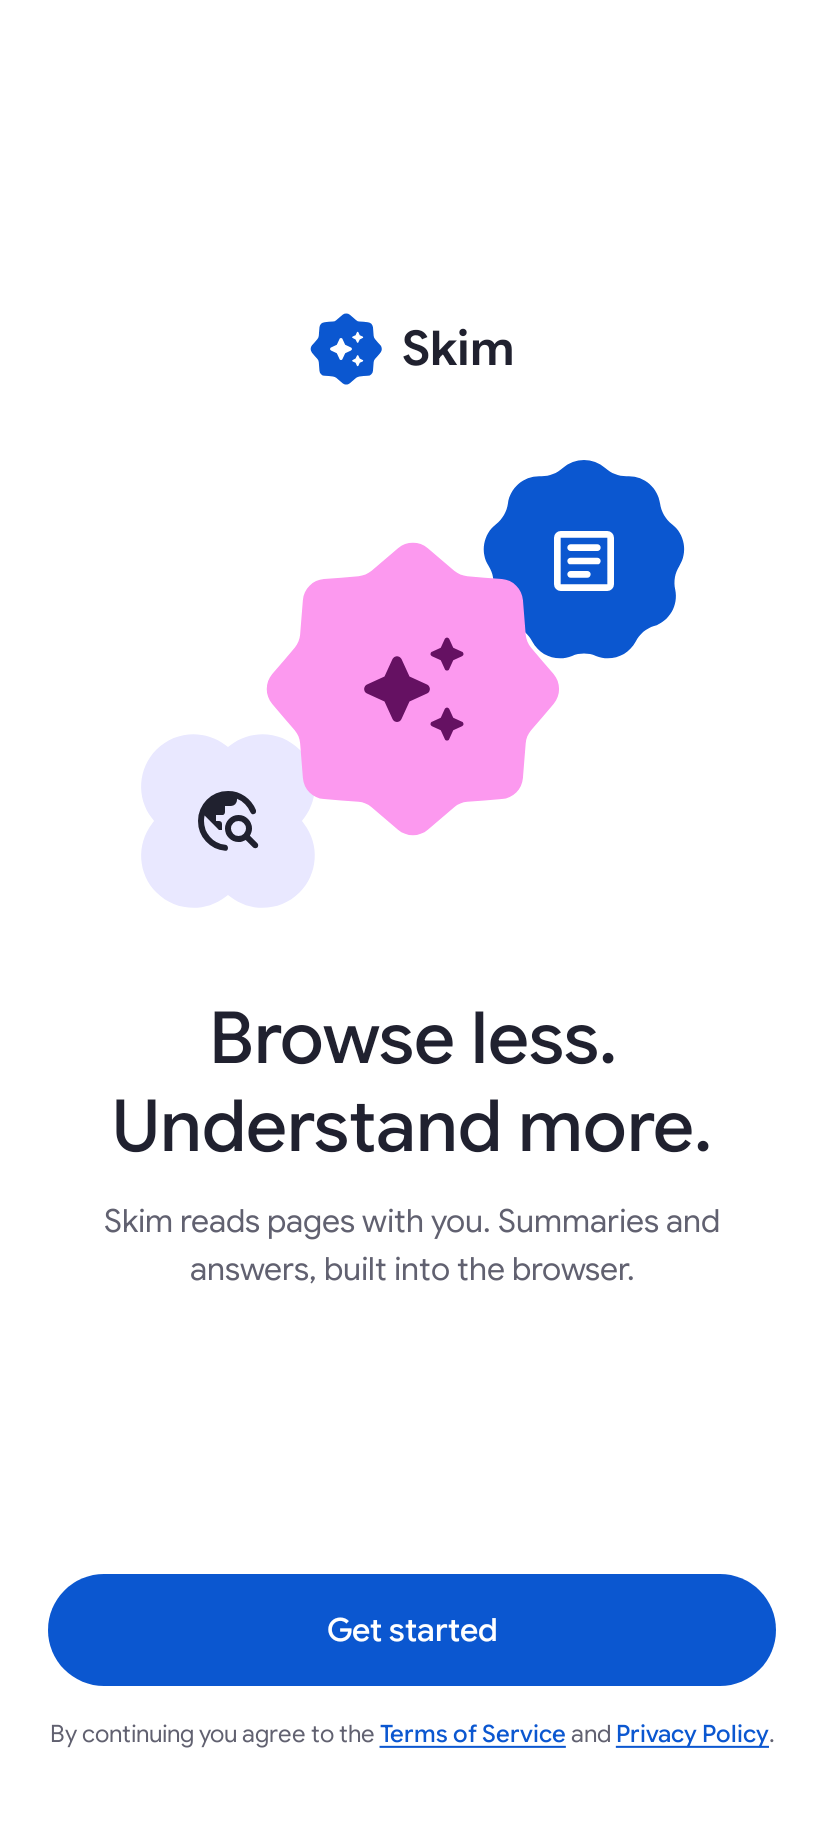 Skim
Browse less.
Understand more.
Skim reads pages with you. Summaries and
answers, built into the browser.
Get started
By continuing you agree to the Terms of Service and Privacy Policy.